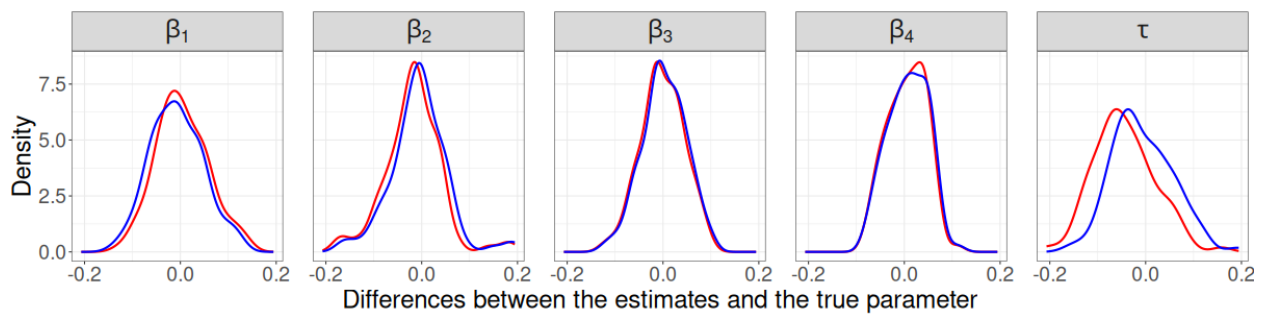 β₁ β₂ β₃ β₄ τ
7.5
5.0
2.5
0.0
Density
-0.2 0.0 0.2 -0.2 0.0 0.2 -0.2 0.0 0.2 -0.2 0.0 0.2 -0.2 0.0 0.2
Differences between the estimates and the true parameter